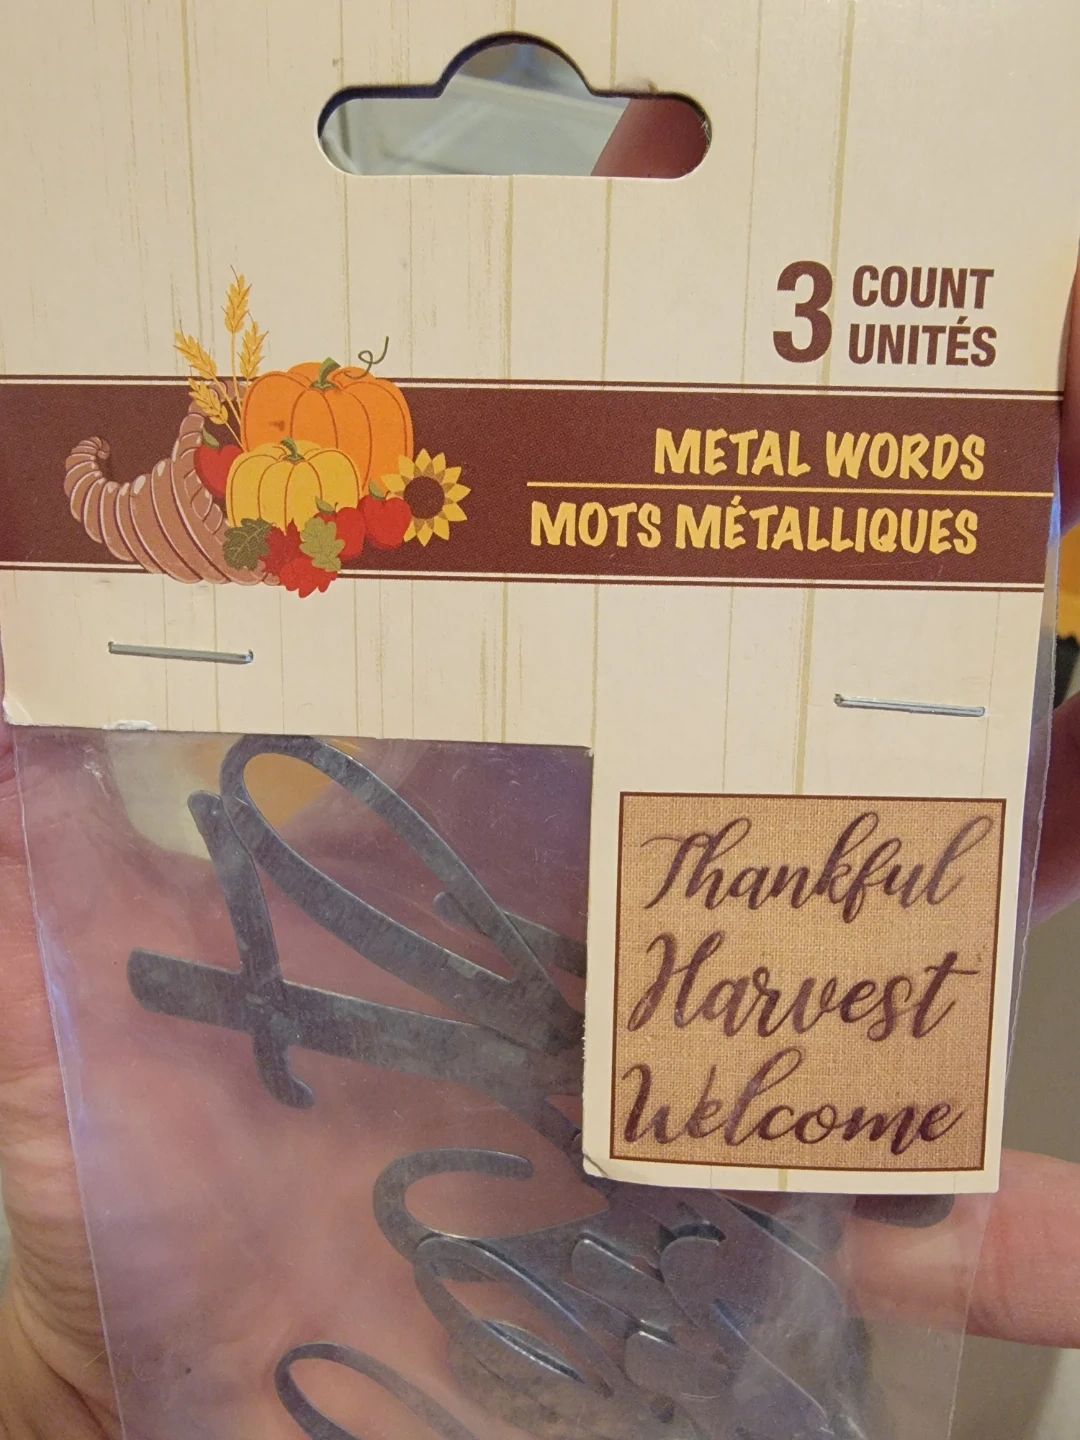 3 COUNT
UNITÉS
METAL WORDS
MOTS MÉTALLIQUES
Thankful
Harvest
Welcome